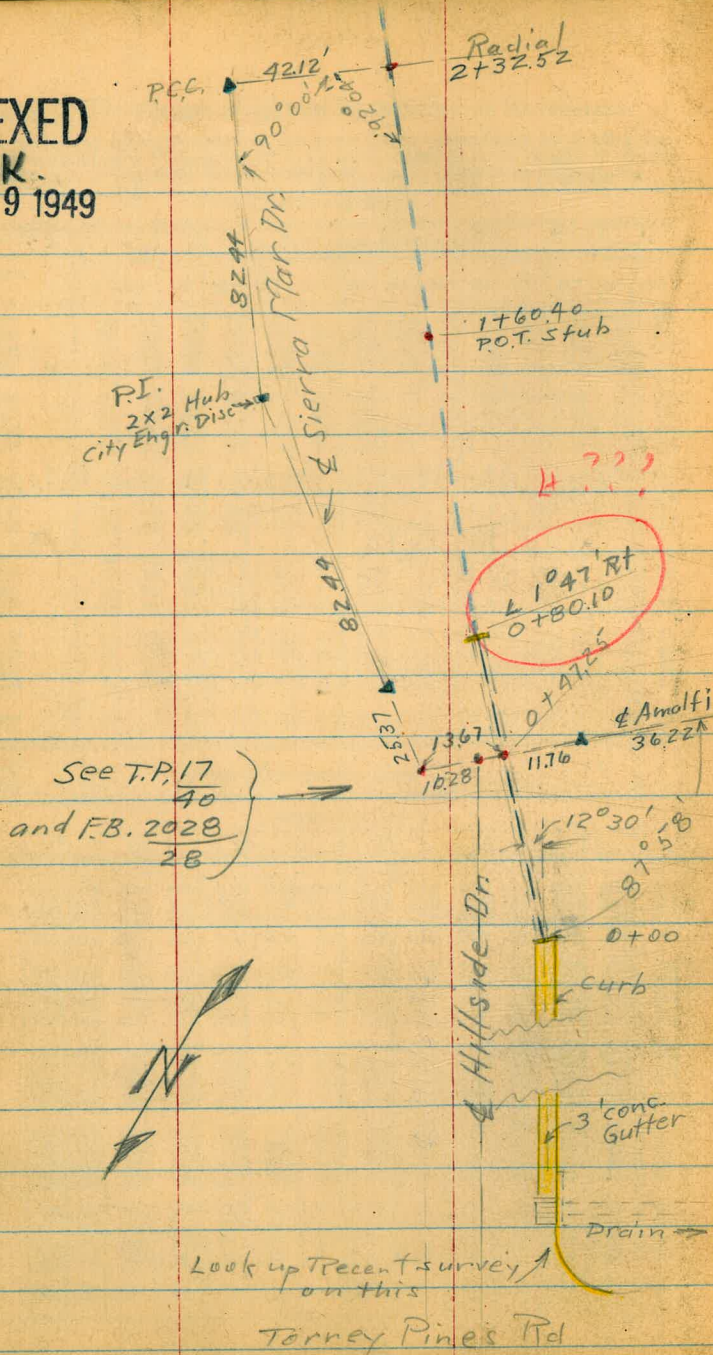 EXED
K.
9 1949
P.C.C.
42.12'
Radial
2+32.52
90°00'
82.44
℄ Sierra Mar Dr.
1+60.40
P.O.T. Stub
P.I.
2x2 Hub
City Engr. Disc
???
∠ 1°47' Rt
0+80.10
82.44
0+47.25
25.37
13.67
10.28
11.76
℄ Amalfi
36.22
See T.P. 17
40
and F.B. 2028
28
12°30'
87°58'
0+00
Curb
℄ Hillside Dr.
N
3' conc.
Gutter
Drain
Look up Recent survey
on this
Torrey Pines Rd